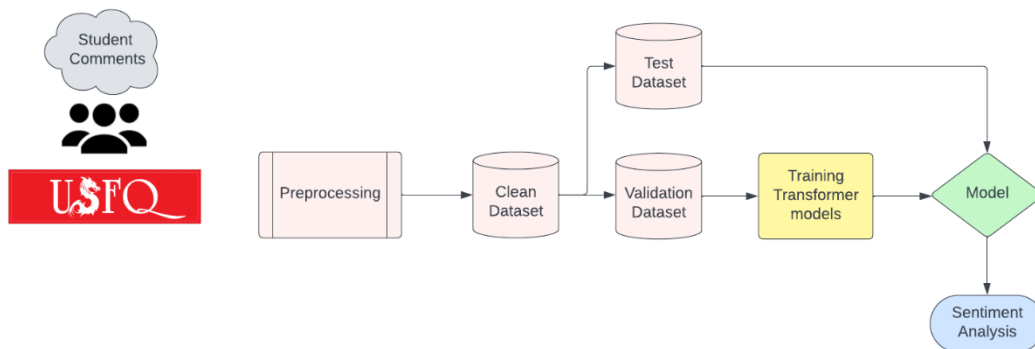 Student
Comments
USFQ
Preprocessing
Clean
Dataset
Test
Dataset
Validation
Dataset
Training
Transformer
models
Model
Sentiment
Analysis